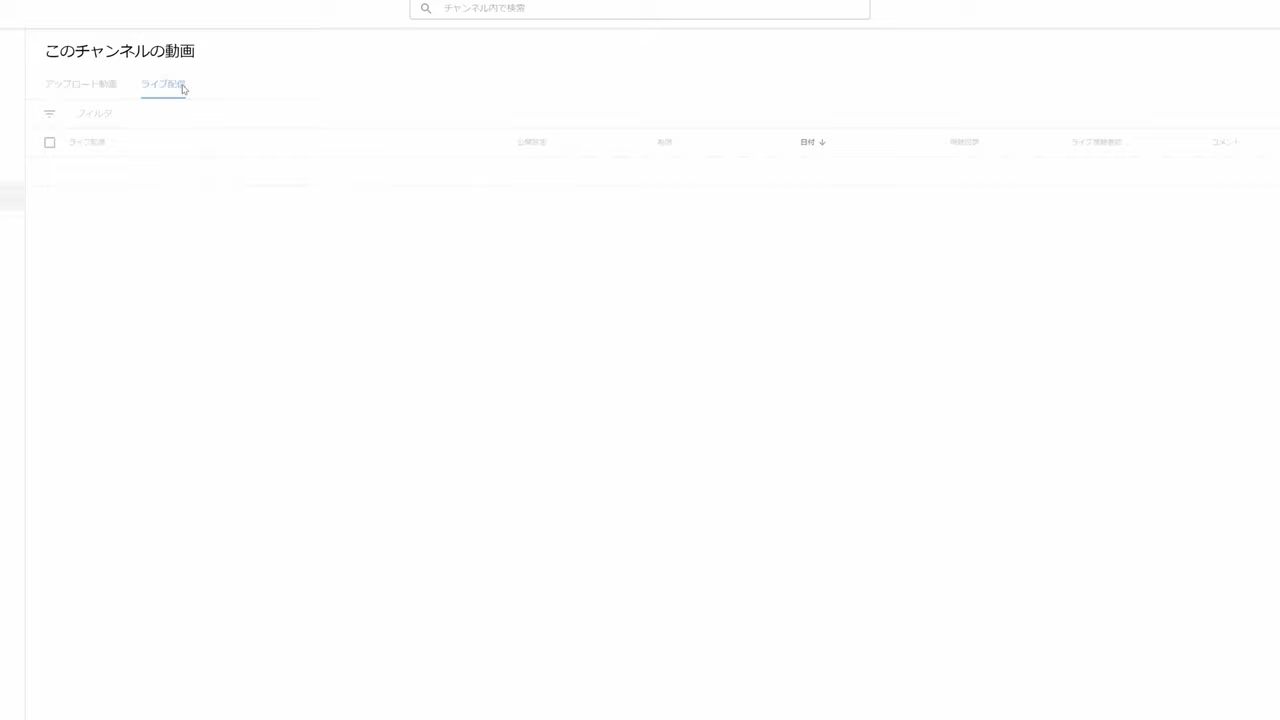 チャンネル内で検索
このチャンネルの動画
アップロード動画 ライブ配信
フィルタ
ライブ配信 公開設定 制限 日付 ↓ 視聴回数 コメント